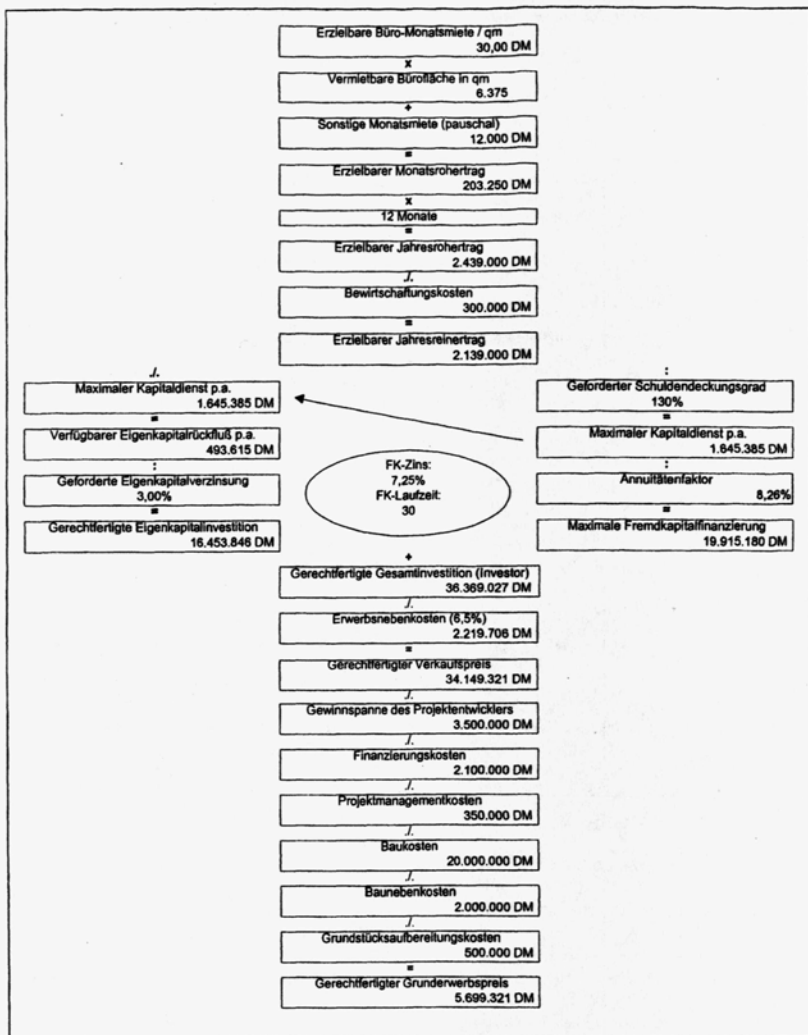 Erzielbare Büro-Monatsmiete / qm
30,00 DM
x
Vermietbare Bürofläche in qm
6.375
+
Sonstige Monatsmiete (pauschal)
12.000 DM
=
Erzielbarer Monatsrohertrag
203.250 DM
x
12 Monate
=
Erzielbarer Jahresrohertrag
2.439.000 DM
./.
Bewirtschaftungskosten
300.000 DM
=
Erzielbarer Jahresreinertrag
2.139.000 DM
./.
Maximaler Kapitaldienst p.a.
1.645.385 DM
=
Verfügbarer Eigenkapitalrückfluß p.a.
493.615 DM
:
Geforderte Eigenkapitalverzinsung
3,00%
=
Gerechtfertigte Eigenkapitalinvestition
16.453.846 DM
FK-Zins:
7,25%
FK-Laufzeit:
30
:
Geforderter Schuldendeckungsgrad
130%
=
Maximaler Kapitaldienst p.a.
1.645.385 DM
:
Annuitätenfaktor
8,26%
=
Maximale Fremdkapitalfinanzierung
19.915.180 DM
+
Gerechtfertigte Gesamtinvestition (Investor)
36.369.027 DM
./.
Erwerbsnebenkosten (6,5%)
2.219.706 DM
=
Gerechtfertigter Verkaufspreis
34.149.321 DM
./.
Gewinnspanne des Projektentwicklers
3.500.000 DM
./.
Finanzierungskosten
2.100.000 DM
./.
Projektmanagementkosten
350.000 DM
./.
Baukosten
20.000.000 DM
./.
Baunebenkosten
2.000.000 DM
./.
Grundstücksaufbereitungskosten
500.000 DM
=
Gerechtfertigter Grunderwerbspreis
5.699.321 DM